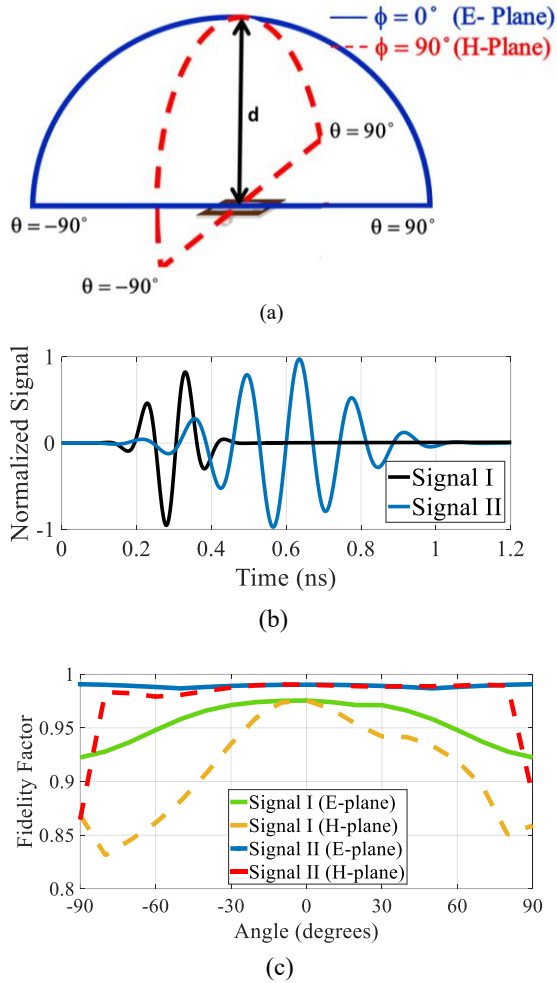 ϕ = 0° (E- Plane)
ϕ = 90° (H-Plane)
d
θ = 90°
θ = −90°
90°
θ = −90°
(a)
Normalized Signal
1
0
-1
Signal I
Signal II
0
0.2
0.4
0.6
0.8
1
1.2
Time (ns)
(b)
Fidelity Factor
1
0.95
0.9
0.85
0.8
Signal I (E-plane)
Signal I (H-plane)
Signal II (E-plane)
Signal II (H-plane)
-90
-60
-30
0
30
60
90
Angle (degrees)
(c)